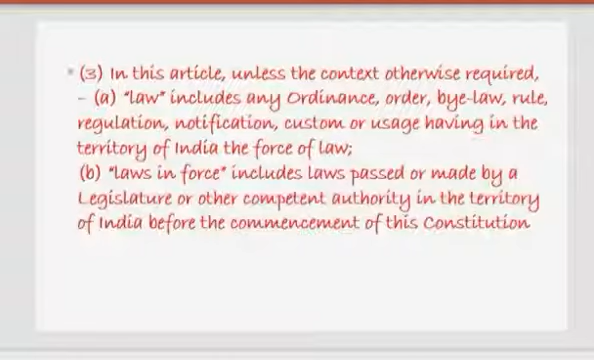 (3) In this article, unless the context otherwise required,
– (a) "law" includes any Ordinance, order, bye-law, rule,
regulation, notification, custom or usage having in the
territory of India the force of law;
(b) "laws in force" includes laws passed or made by a
Legislature or other competent authority in the territory
of India before the commencement of this Constitution